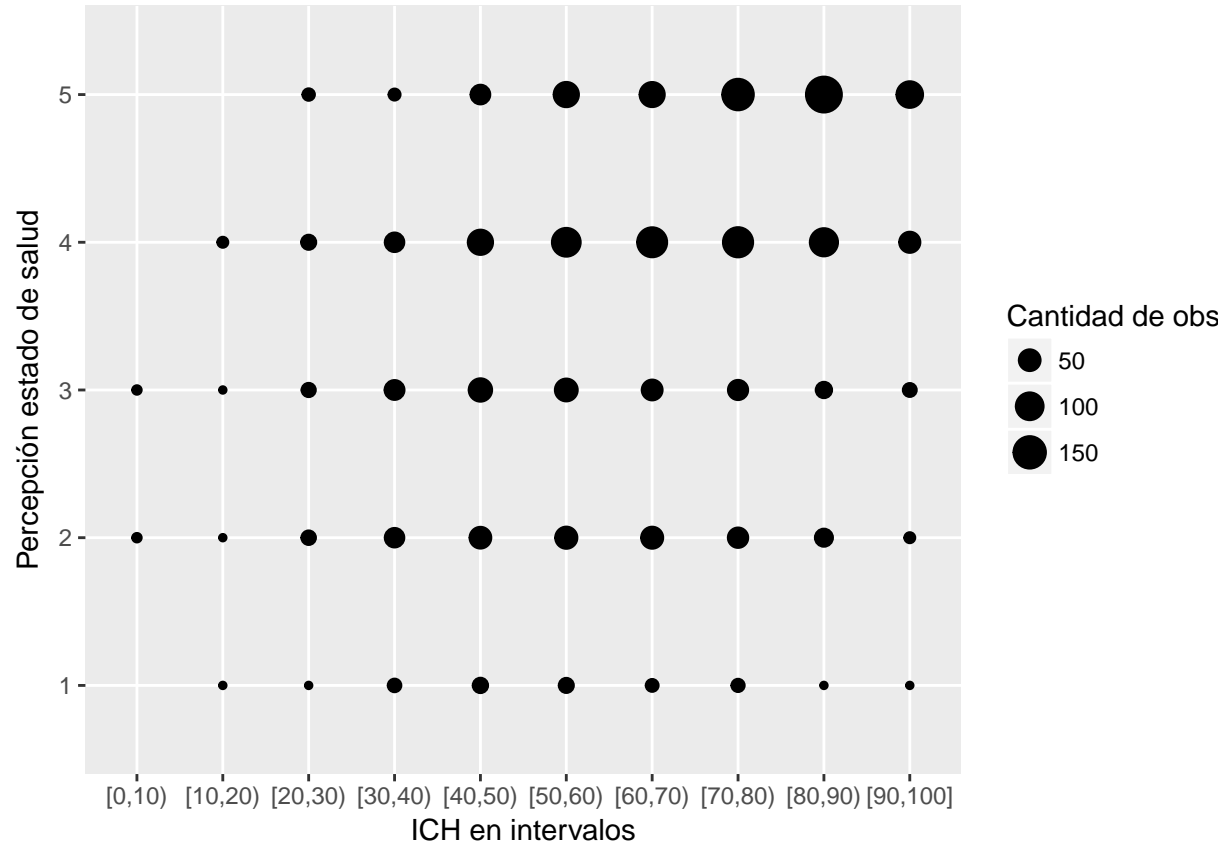 5
4
3
2
1
Percepción estado de salud
[0,10) [10,20) [20,30) [30,40) [40,50) [50,60) [60,70) [70,80) [80,90) [90,100]
ICH en intervalos
Cantidad de obs
50
100
150